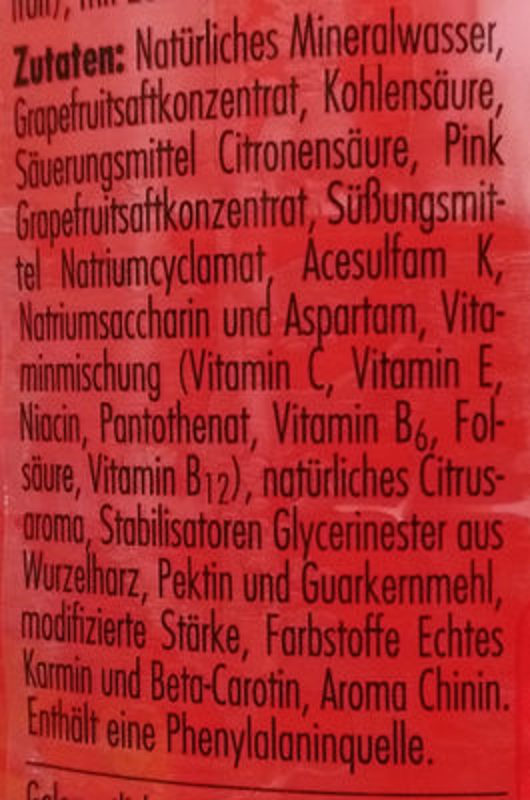 Zutaten: Natürliches Mineralwasser,
Grapefruitsaftkonzentrat, Kohlensäure,
Säuerungsmittel Citronensäure, Pink
Grapefruitsaftkonzentrat, Süßungsmit-
tel Natriumcyclamat, Acesulfam K,
Natriumsaccharin und Aspartam, Vita-
minmischung (Vitamin C, Vitamin E,
Niacin, Pantothenat, Vitamin B6, Fol-
säure, Vitamin B12), natürliches Citrus-
aroma, Stabilisatoren Glycerinester aus
Wurzelharz, Pektin und Guarkernmehl,
modifizierte Stärke, Farbstoffe Echtes
Karmin und Beta-Carotin, Aroma Chinin.
Enthält eine Phenylalaninquelle.